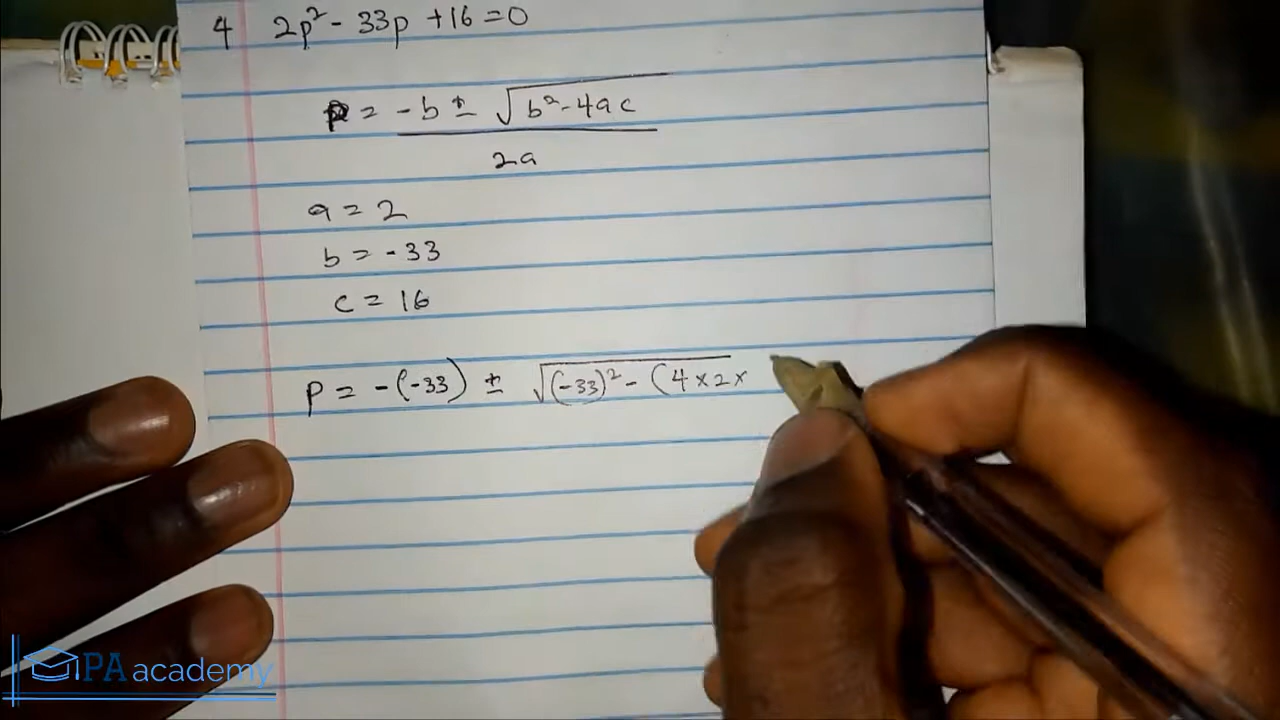 4 2p² - 33p + 16 = 0
p = -b ± √b² - 4ac
2a
a = 2
b = -33
c = 16
p = -(-33) ± √(-33)² - (4 × 2 ×
PA academy